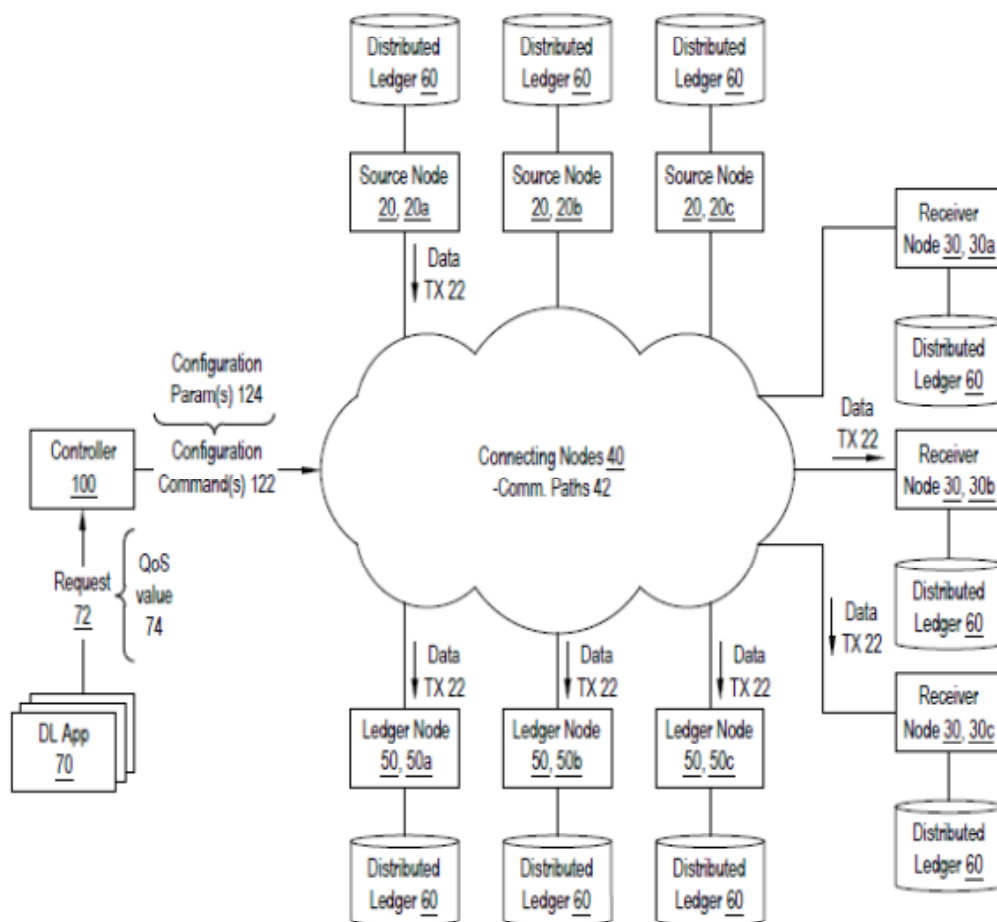 Distributed
Ledger 60
Distributed
Ledger 60
Distributed
Ledger 60
Source Node
20, 20a
Source Node
20, 20b
Source Node
20, 20c
Receiver
Node 30, 30a
Data
TX 22
Distributed
Ledger 60
Configuration
Param(s) 124
Data
TX 22
Controller
100
Configuration
Command(s) 122
Connecting Nodes 40
-Comm. Paths 42
Receiver
Node 30, 30b
Request
72
QoS
value
74
Distributed
Ledger 60
Data
TX 22
Data
TX 22
Data
TX 22
Data
TX 22
DL App
70
Ledger Node
50, 50a
Ledger Node
50, 50b
Ledger Node
50, 50c
Receiver
Node 30, 30c
Distributed
Ledger 60
Distributed
Ledger 60
Distributed
Ledger 60
Distributed
Ledger 60